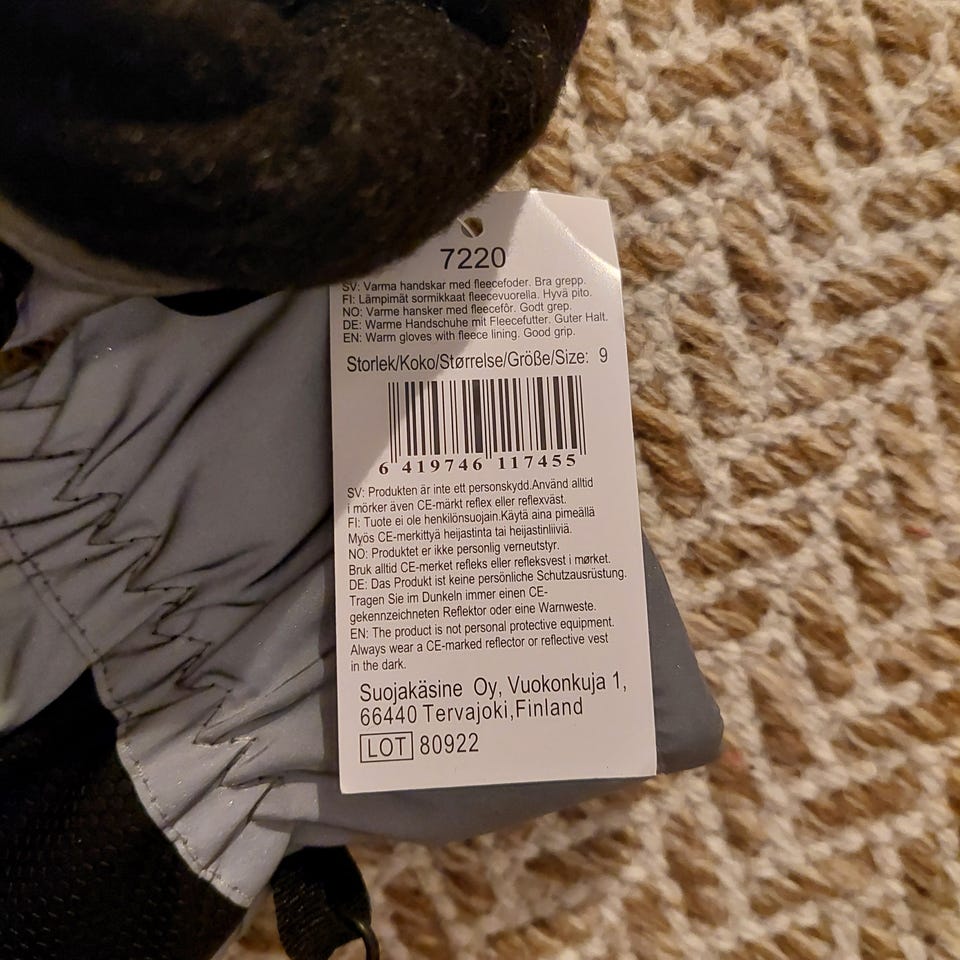 7220
SV: Varma handskar med fleecefoder. Bra grepp.
FI: Lämpimät sormikkaat fleecevuorella. Hyvä pito.
NO: Varme hansker med fleecefôr. Godt grep.
DE: Warme Handschuhe mit Fleecefutter. Guter Halt.
EN: Warm gloves with fleece lining. Good grip.
Storlek/Koko/Størrelse/Größe/Size: 9
6 419746 117455
SV: Produkten är inte ett personskydd.Använd alltid
i mörker även CE-märkt reflex eller reflexväst.
FI: Tuote ei ole henkilönsuojain.Käytä aina pimeällä
Myös CE-merkittyä heijastinta tai heijastinliiviä.
NO: Produktet er ikke personlig verneutstyr.
Bruk alltid CE-merket refleks eller refleksvest i mørket.
DE: Das Produkt ist keine persönliche Schutzausrüstung.
Tragen Sie im Dunkeln immer einen CE-
gekennzeichneten Reflektor oder eine Warnweste.
EN: The product is not personal protective equipment.
Always wear a CE-marked reflector or reflective vest
in the dark.
Suojakäsine Oy, Vuokonkuja 1,
66440 Tervajoki,Finland
LOT 80922